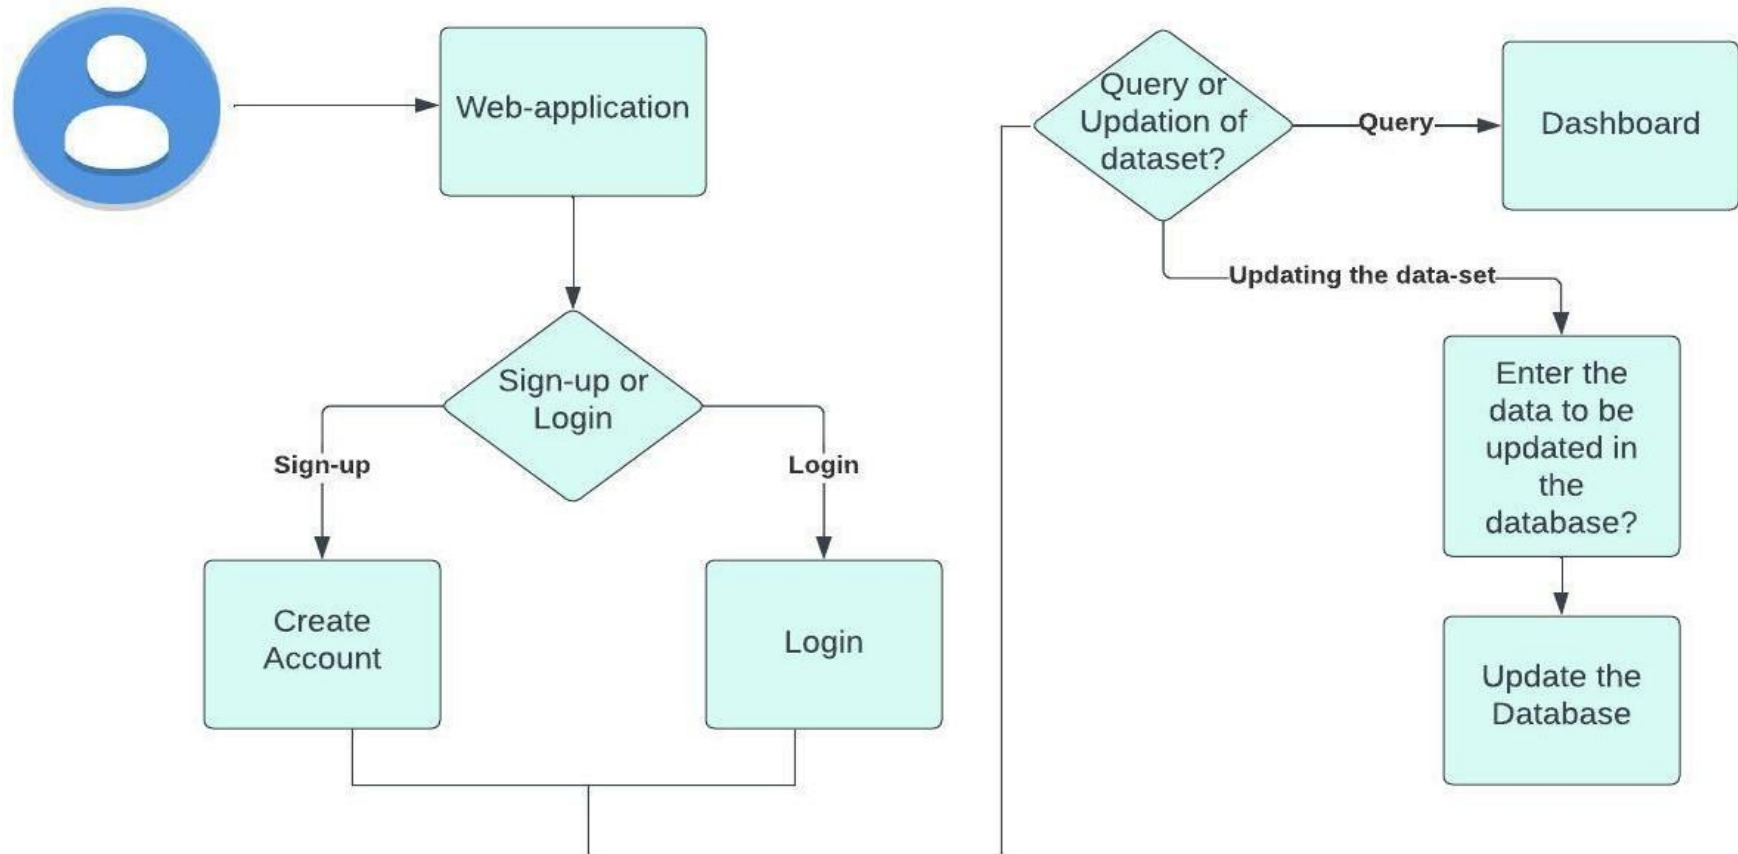 Web-application
Sign-up or
Login
Sign-up
Login
Create
Account
Login
Query or
Updation of
dataset?
Query
Dashboard
Updating the data-set
Enter the
data to be
updated in
the
database?
Update the
Database